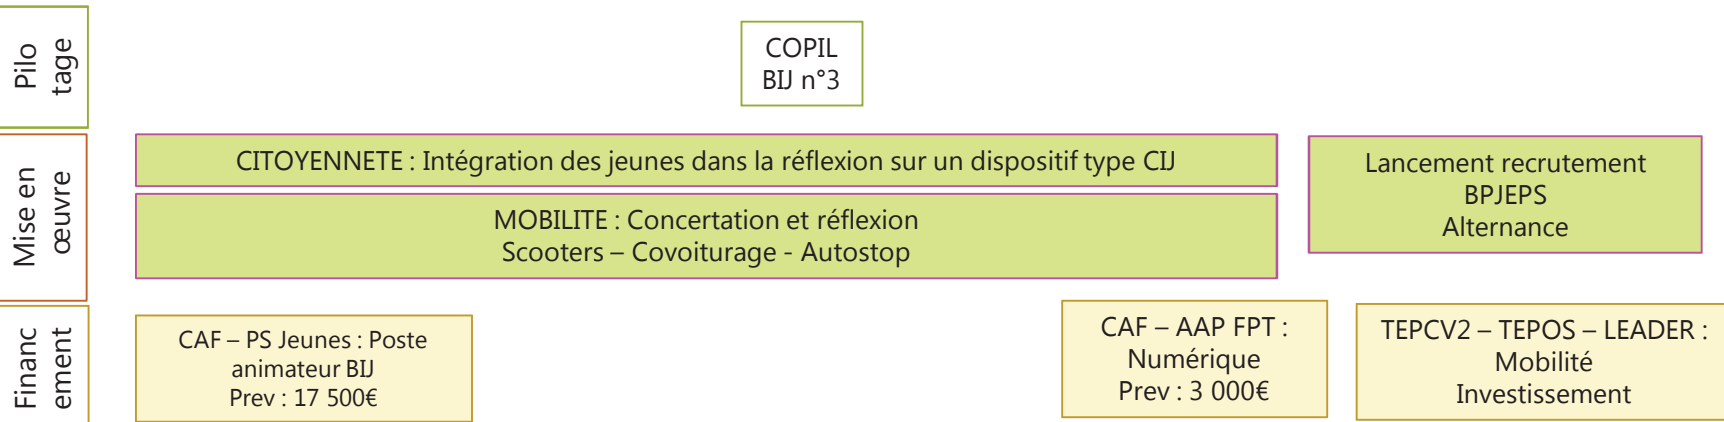 Pilo
tage
COPIL
BIJ n°3
Mise en
œuvre
CITOYENNETE : Intégration des jeunes dans la réflexion sur un dispositif type CIJ
MOBILITE : Concertation et réflexion
Scooters – Covoiturage - Autostop
Lancement recrutement
BPJEPS
Alternance
Financ
ement
CAF – PS Jeunes : Poste
animateur BIJ
Prev : 17 500€
CAF – AAP FPT :
Numérique
Prev : 3 000€
TEPCV2 – TEPOS – LEADER :
Mobilité
Investissement